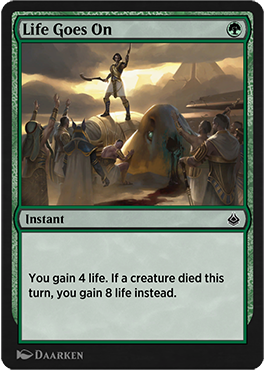 Life Goes On
Instant
You gain 4 life. If a creature died this
turn, you gain 8 life instead.
DAARKEN